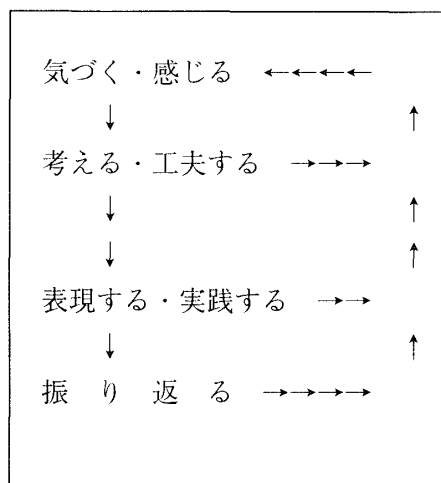 気づく・感じる ←←←←
↓ ↑
考える・工夫する →→→
↓ ↑
↓ ↑
表現する・実践する →→
↓ ↑
振り返る →→→→